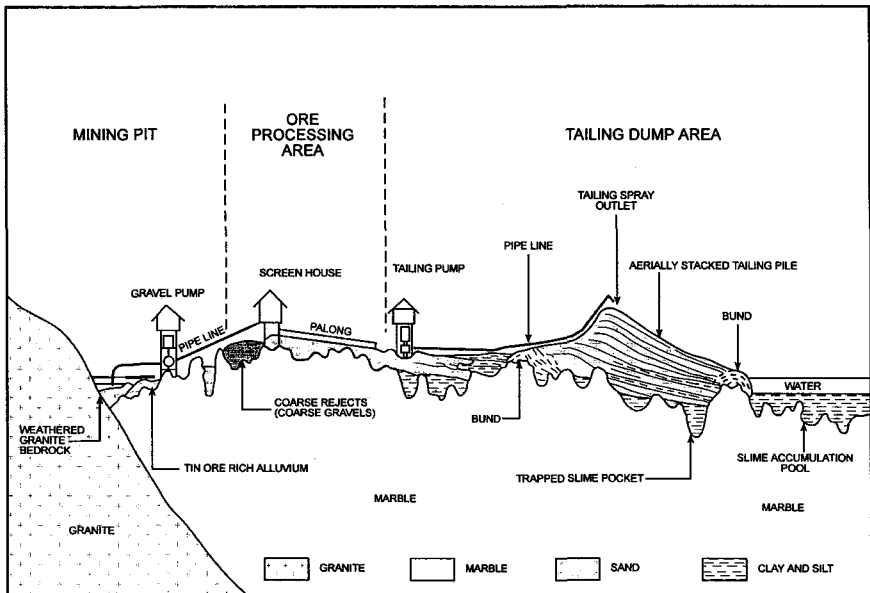 MINING PIT
ORE
PROCESSING
AREA
TAILING DUMP AREA
TAILING SPRAY
OUTLET
PIPE LINE
AERIALLY STACKED TAILING PILE
GRAVEL PUMP
SCREEN HOUSE
TAILING PUMP
BUND
PIPE LINE
PALONG
WATER
WEATHERED
GRANITE
BEDROCK
COARSE REJECTS
(COARSE GRAVELS)
BUND
TIN ORE RICH ALLUVIUM
TRAPPED SLIME POCKET
SLIME ACCUMULATION
POOL
MARBLE
MARBLE
GRANITE
GRANITE
MARBLE
SAND
CLAY AND SILT